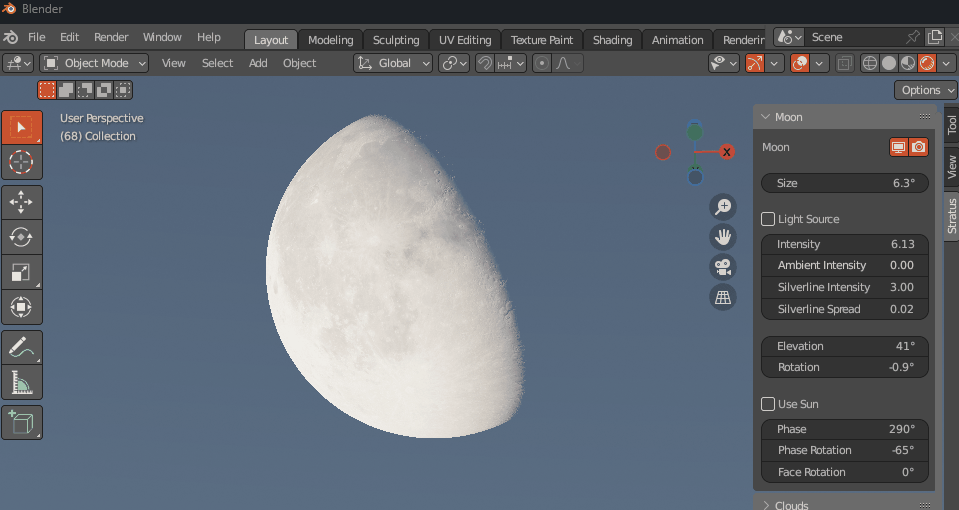 Blender
File Edit Render Window Help
Layout Modeling Sculpting UV Editing Texture Paint Shading Animation Renderin
Scene
Object Mode View Select Add Object Global
Options
User Perspective
(68) Collection
X
Moon
Moon
Size 6.3°
Light Source
Intensity 6.13
Ambient Intensity 0.00
Silverline Intensity 3.00
Silverline Spread 0.02
Elevation 41°
Rotation -0.9°
Use Sun
Phase 290°
Phase Rotation -65°
Face Rotation 0°
Clouds
Tool
View
Stratus